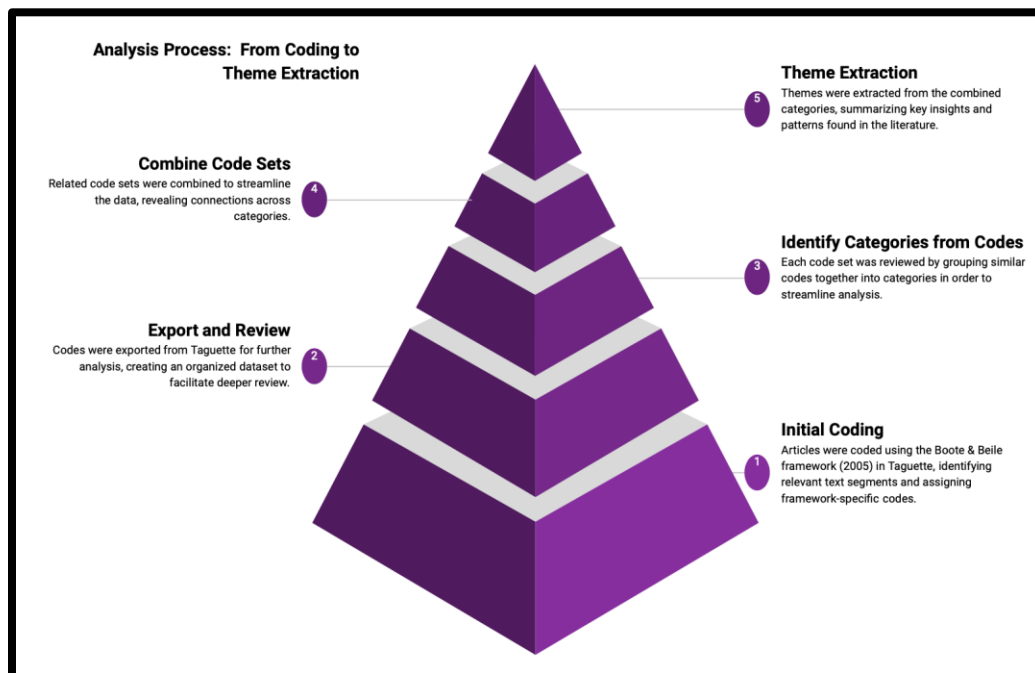 Analysis Process: From Coding to
Theme Extraction
5
Theme Extraction
Themes were extracted from the combined
categories, summarizing key insights and
patterns found in the literature.
Combine Code Sets
Related code sets were combined to streamline
the data, revealing connections across
categories.
4
Identify Categories from Codes
Each code set was reviewed by grouping similar
codes together into categories in order to
streamline analysis.
3
Export and Review
Codes were exported from Taguette for further
analysis, creating an organized dataset to
facilitate deeper review.
2
Initial Coding
Articles were coded using the Boote & Beile
framework (2005) in Taguette, identifying
relevant text segments and assigning
framework-specific codes.
1